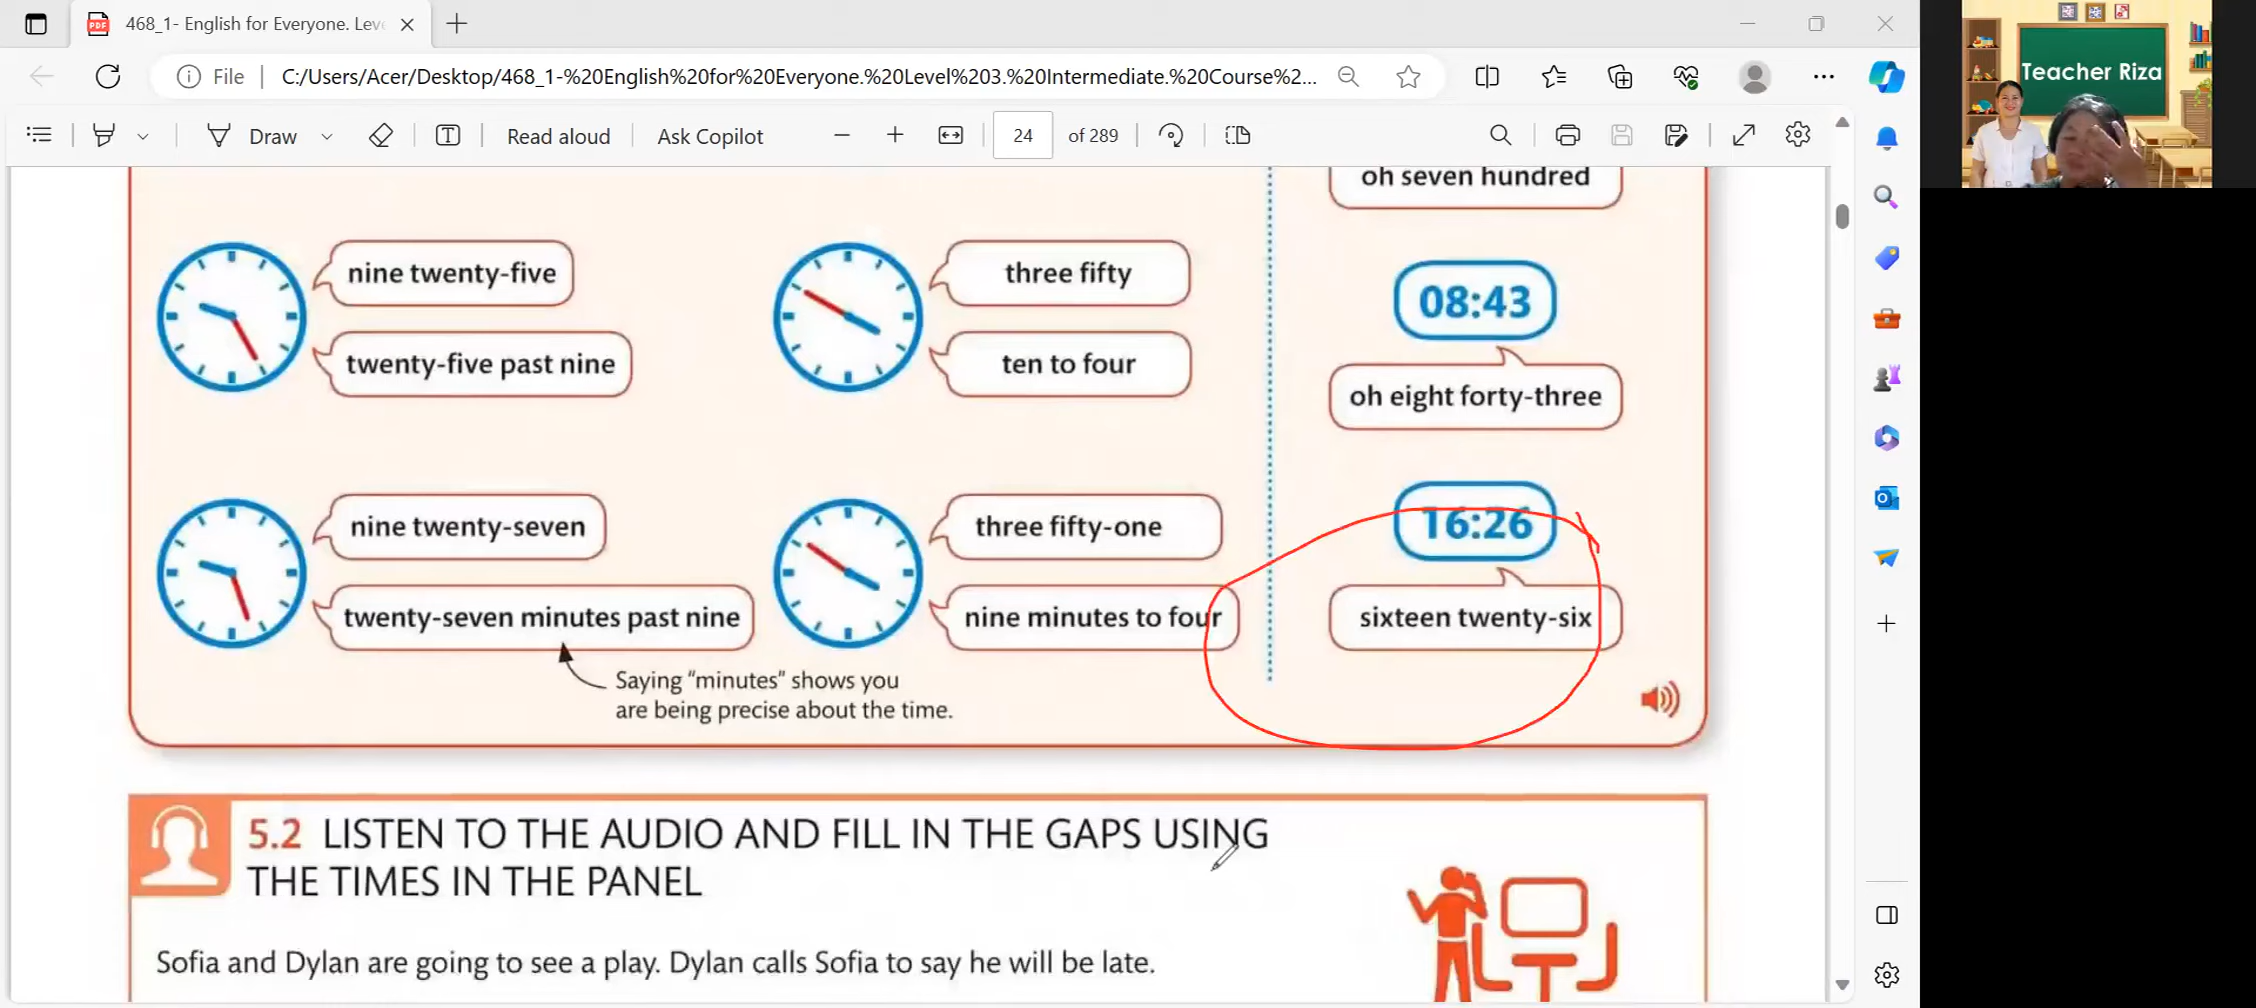 468_1- English for Everyone. Leve
File
C:/Users/Acer/Desktop/468_1-%20English%20for%20Everyone.%20Level%203.%20Intermediate.%20Course%2...
Draw
Read aloud
Ask Copilot
24
of 289
Teacher Riza
oh seven hundred
nine twenty-five
three fifty
08:43
twenty-five past nine
ten to four
oh eight forty-three
nine twenty-seven
three fifty-one
16:26
twenty-seven minutes past nine
nine minutes to four
sixteen twenty-six
Saying “minutes” shows you
are being precise about the time.
5.2 LISTEN TO THE AUDIO AND FILL IN THE GAPS USING
THE TIMES IN THE PANEL
Sofia and Dylan are going to see a play. Dylan calls Sofia to say he will be late.